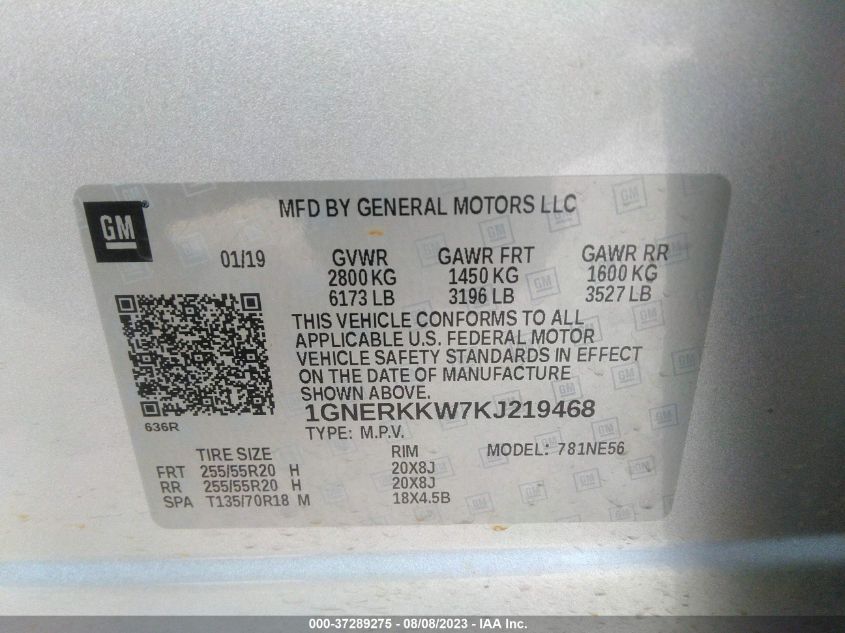 GM
MFD BY GENERAL MOTORS LLC
01/19 GVWR GAWR FRT GAWR RR
2800 KG 1450 KG 1600 KG
6173 LB 3196 LB 3527 LB
THIS VEHICLE CONFORMS TO ALL
APPLICABLE U.S. FEDERAL MOTOR
VEHICLE SAFETY STANDARDS IN EFFECT
ON THE DATE OF MANUFACTURE
SHOWN ABOVE.
1GNERKKW7KJ219468
636R
TYPE: M.P.V.
TIRE SIZE RIM MODEL: 781NE56
FRT 255/55R20 H 20X8J
RR 255/55R20 H 20X8J
SPA T135/70R18 M 18X4.5B
000-37289275 - 08/08/2023 - IAA Inc.